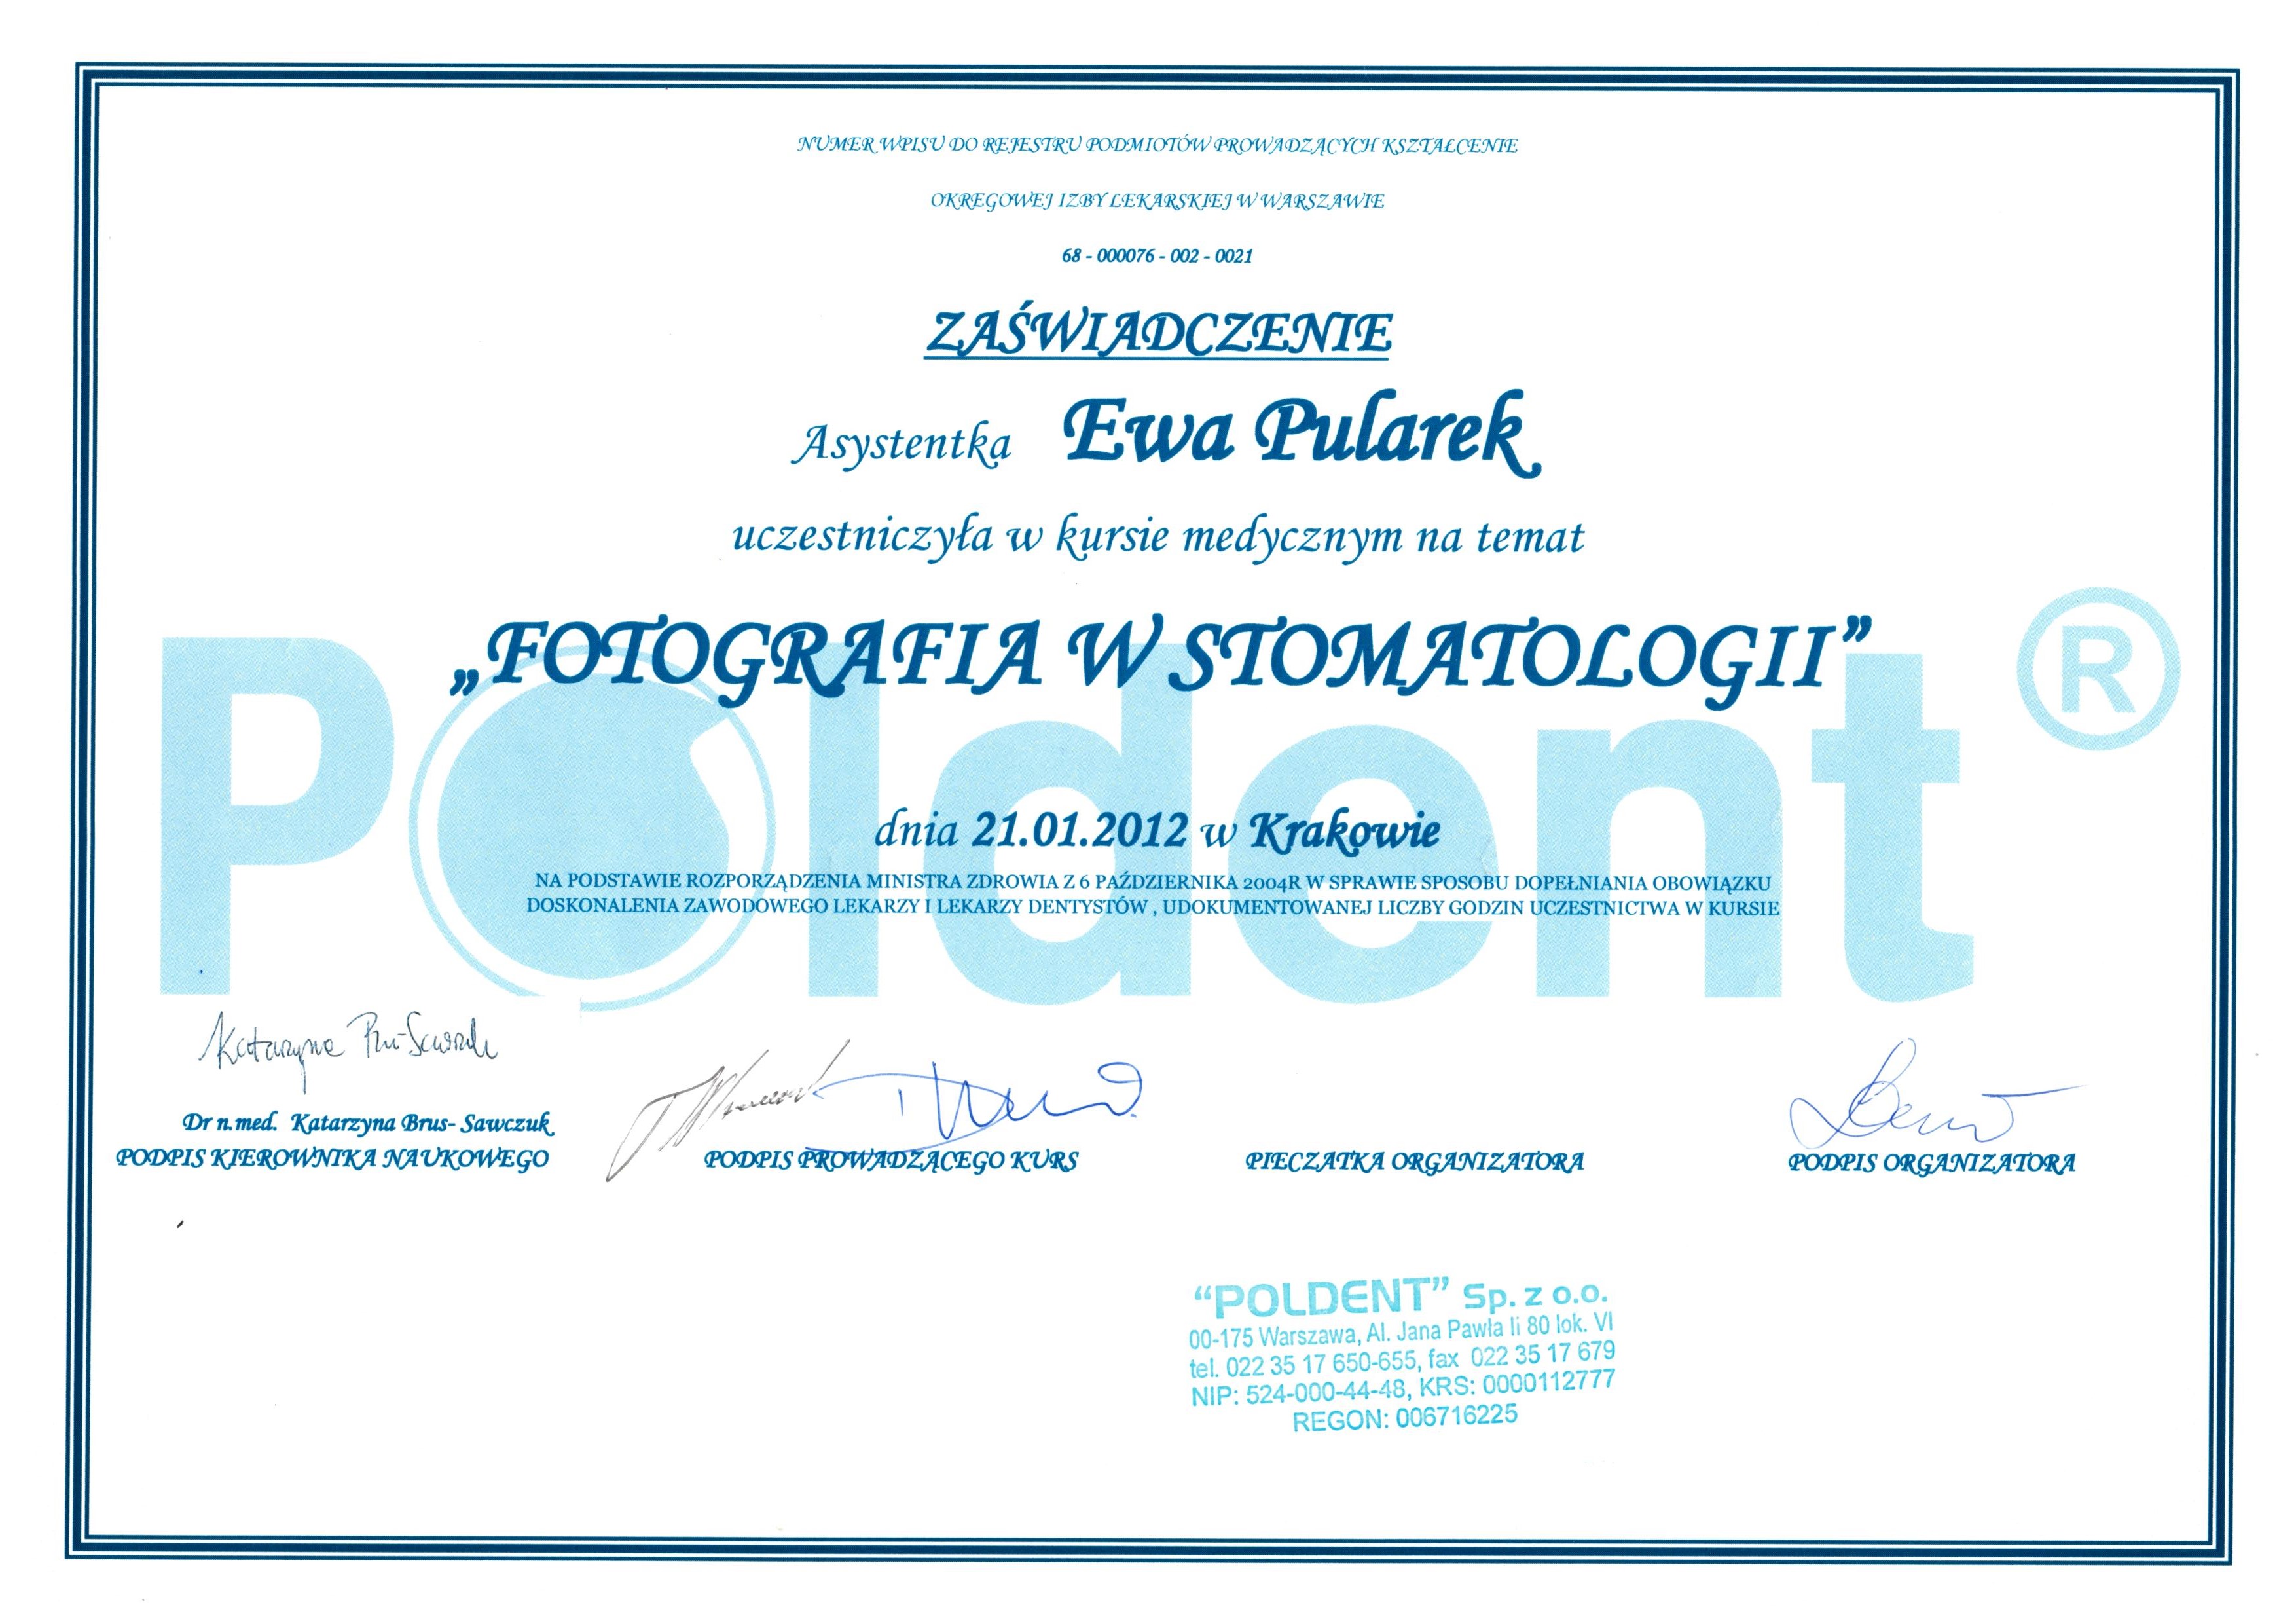 NUMER WPISU DO REJESTRU PODMIOTÓW PROWADZĄCYCH KSZTAŁCENIE
OKRĘGOWEJ IZBY LEKARSKIEJ W WARSZAWIE
68 - 000076 - 002 - 0021
ZAŚWIADCZENIE
Asystentka Ewa Pularek
uczestniczyła w kursie medycznym na temat
„FOTOGRAFIA W STOMATOLOGII”
Poldent ®
dnia 21.01.2012 w Krakowie
NA PODSTAWIE ROZPORZĄDZENIA MINISTRA ZDROWIA Z 6 PAŹDZIERNIKA 2004R W SPRAWIE SPOSOBU DOPEŁNIANIA OBOWIĄZKU
DOSKONALENIA ZAWODOWEGO LEKARZY I LEKARZY DENTYSTÓW , UDOKUMENTOWANEJ LICZBY GODZIN UCZESTNICTWA W KURSIE
Katarzyna
Dr n.med. Katarzyna Brus- Sawczuk
PODPIS KIEROWNIKA NAUKOWEGO
PODPIS PROWADZĄCEGO KURS
PIECZATKA ORGANIZATORA
PODPIS ORGANIZATORA
“POLDENT” Sp. z o.o.
00-175 Warszawa, Al. Jana Pawła Ii 80 lok. VI
tel. 022 35 17 650-655, fax 022 35 17 679
NIP: 524-000-44-48, KRS: 0000112777
REGON: 006716225